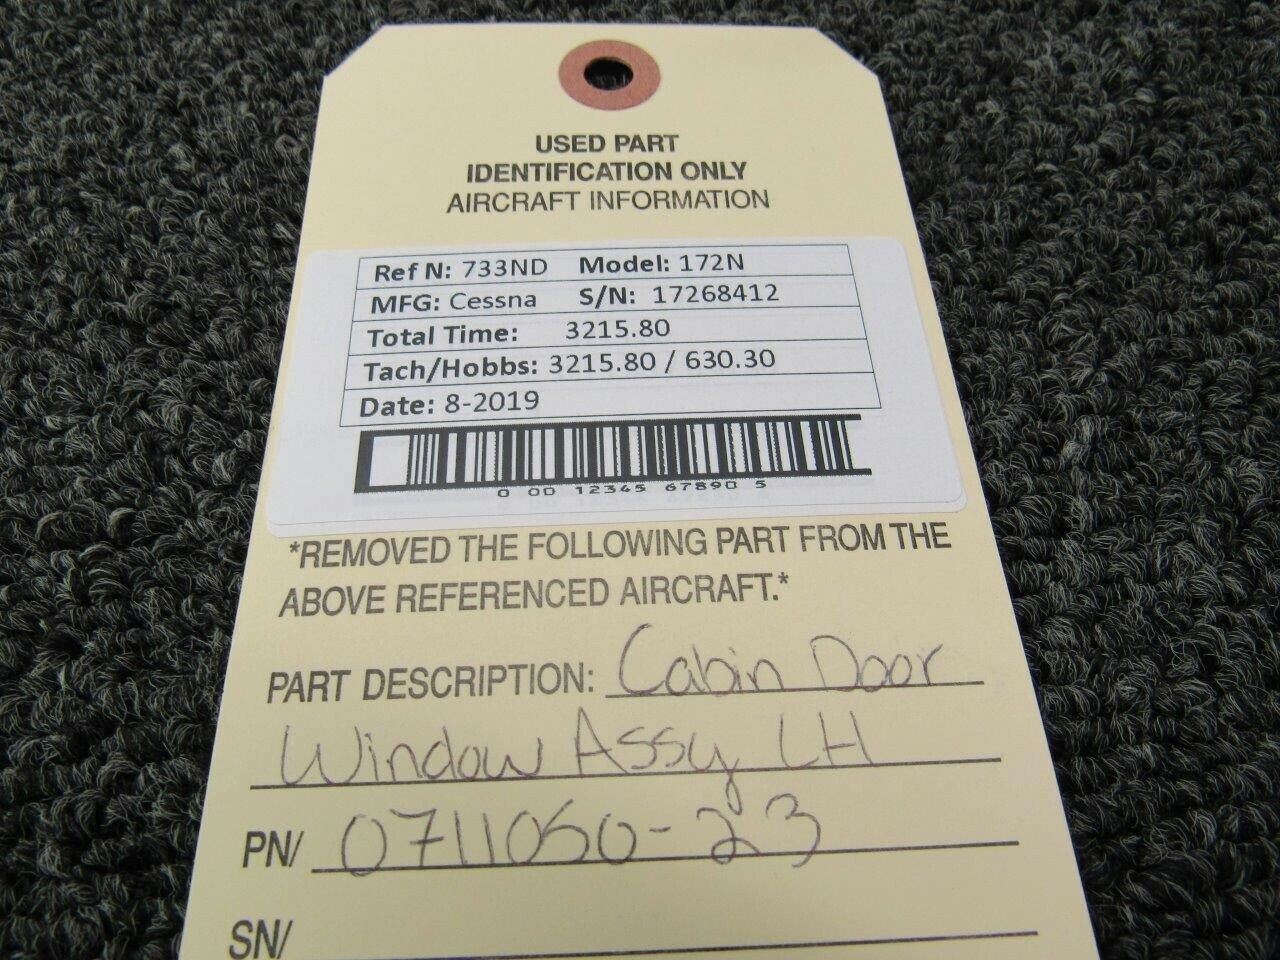 USED PART
IDENTIFICATION ONLY
AIRCRAFT INFORMATION
Ref N: 733ND Model: 172N
MFG: Cessna S/N: 17268412
Total Time: 3215.80
Tach/Hobbs: 3215.80 / 630.30
Date: 8-2019
0 00 12345 67890 5
*REMOVED THE FOLLOWING PART FROM THE
ABOVE REFERENCED AIRCRAFT.*
PART DESCRIPTION: Cabin Door
Window Assy LH
PN/ 0711050-23
SN/